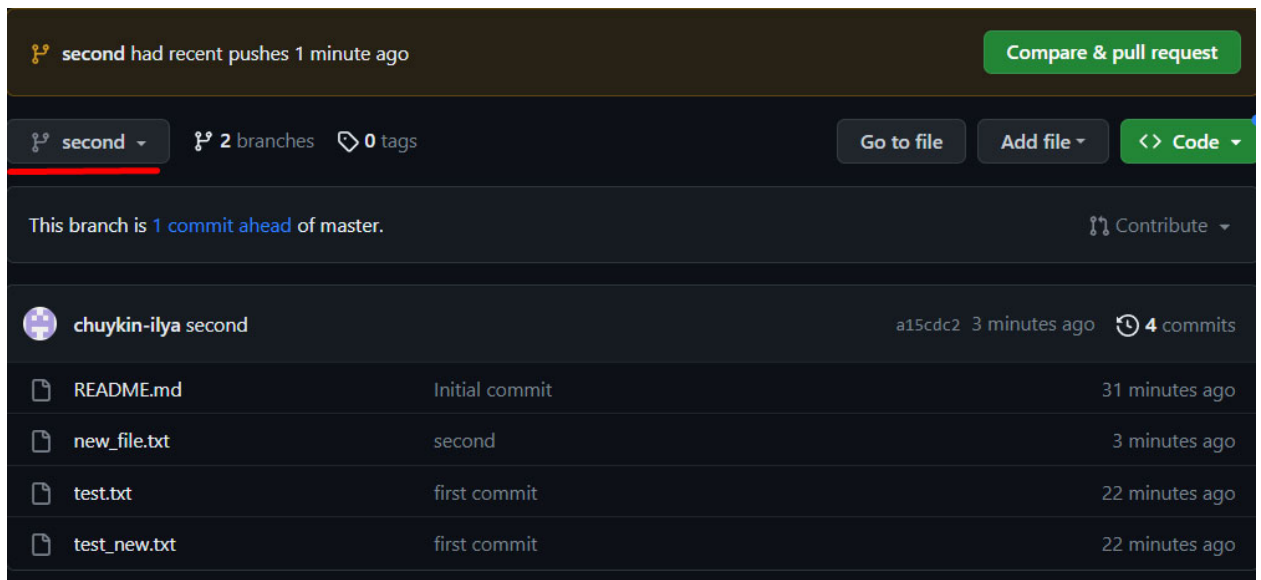 second had recent pushes 1 minute ago Compare & pull request
second 2 branches 0 tags Go to file Add file <> Code
This branch is 1 commit ahead of master. Contribute
chuykin-ilya second a15cdc2 3 minutes ago 4 commits
README.md Initial commit 31 minutes ago
new_file.txt second 3 minutes ago
test.txt first commit 22 minutes ago
test_new.txt first commit 22 minutes ago